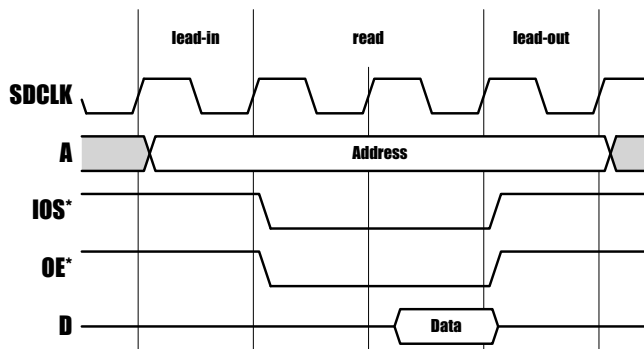 lead-in read lead-out
SDCLK
A Address
IOS*
OE*
D Data